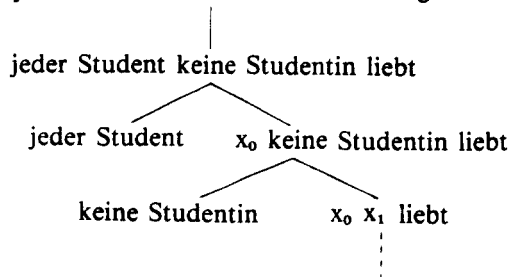 jeder Student keine Studentin liebt
jeder Student x₀ keine Studentin liebt
keine Studentin x₀ x₁ liebt